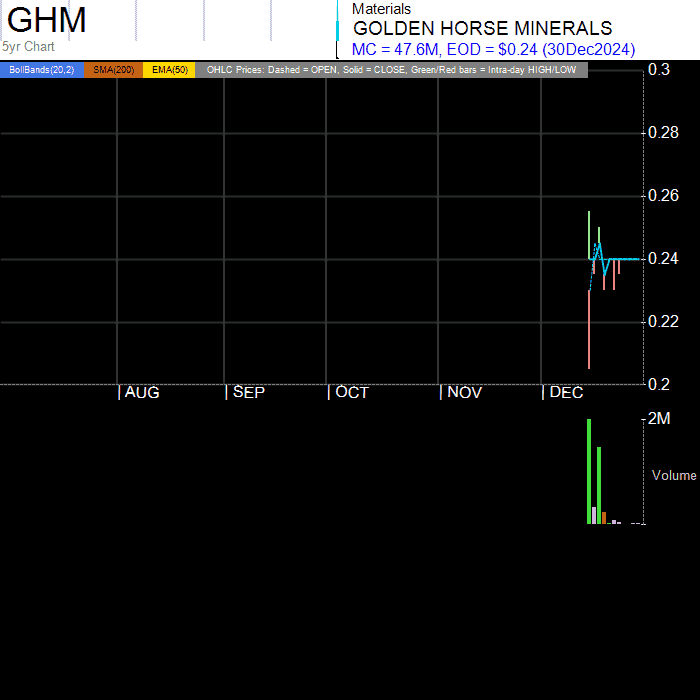 GHM
5yr Chart
Materials
GOLDEN HORSE MINERALS
MC = 47.6M, EOD = $0.24 (30Dec2024)
BollBands(20,2) SMA(200) EMA(50) OHLC Prices: Dashed = OPEN, Solid = CLOSE, Green/Red bars = Intra-day HIGH/LOW
0.3
0.28
0.26
0.24
0.22
0.2
AUG SEP OCT NOV DEC
2M
Volume